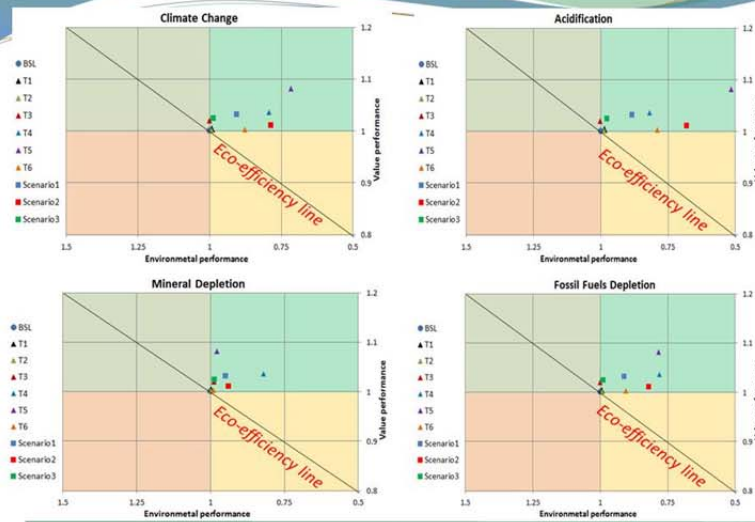 Climate Change
BSL
T1
T2
T3
T4
T5
T6
Scenario1
Scenario2
Scenario3
1.2
1.1
1
0.9
0.8
Value performance
Eco-efficiency line
1.5 1.25 1 0.75 0.5
Environmetal performance
Acidification
BSL
T1
T2
T3
T4
T5
T6
Scenario1
Scenario2
Scenario3
1.2
1.1
1
0.9
0.8
Eco-efficiency line
1.5 1.25 1 0.75 0.5
Environmetal performance
Mineral Depletion
BSL
T1
T2
T3
T4
T5
T6
Scenario1
Scenario2
Scenario3
1.2
1.1
1
0.9
0.8
Value performance
Eco-efficiency line
1.5 1.25 1 0.75 0.5
Environmetal performance
Fossil Fuels Depletion
BSL
T1
T2
T3
T4
T5
T6
Scenario1
Scenario2
Scenario3
1.2
1.1
1
0.9
0.8
Eco-efficiency line
1.5 1.25 1 0.75 0.5
Environmetal performance